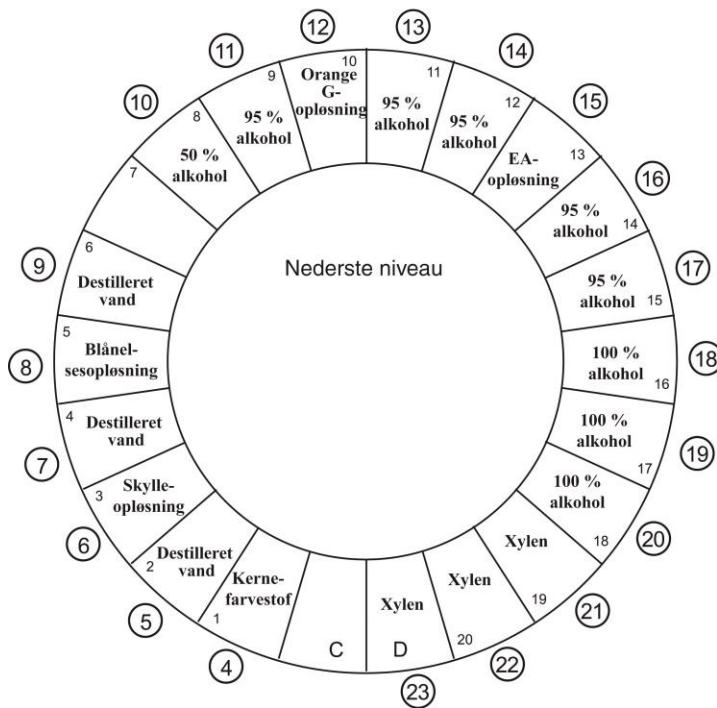 Nederste niveau
④
1
Kerne-
farvestof
⑤
2
Destilleret
vand
⑥
3
Skylle-
opløsning
⑦
4
Destilleret
vand
⑧
5
Blånel-
sesopløsning
⑨
6
Destilleret
vand
7
⑩
8
50 %
alkohol
⑪
9
95 %
alkohol
⑫
10
Orange
G-
opløsning
⑬
11
95 %
alkohol
⑭
12
95 %
alkohol
⑮
13
EA-
opløsning
⑯
14
95 %
alkohol
⑰
15
95 %
alkohol
⑱
16
100 %
alkohol
⑲
17
100 %
alkohol
⑳
18
100 %
alkohol
㉑
19
Xylen
㉒
20
Xylen
㉓
D
Xylen
C